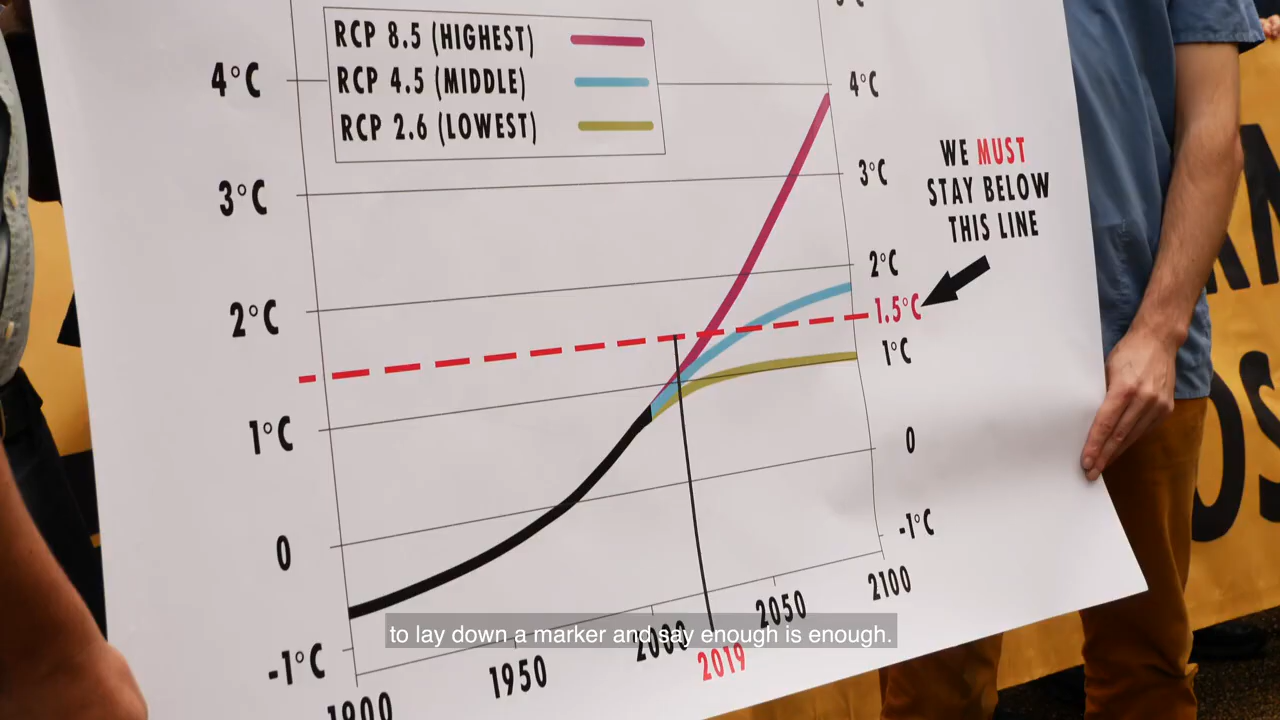 RCP 8.5 (HIGHEST)
RCP 4.5 (MIDDLE)
RCP 2.6 (LOWEST)
4°C
3°C
2°C
1°C
0
-1°C
4°C
3°C
2°C
1.5°C
1°C
0
-1°C
WE MUST
STAY BELOW
THIS LINE
1900
1950
2000
2019
2050
2100
to lay down a marker and say enough is enough.